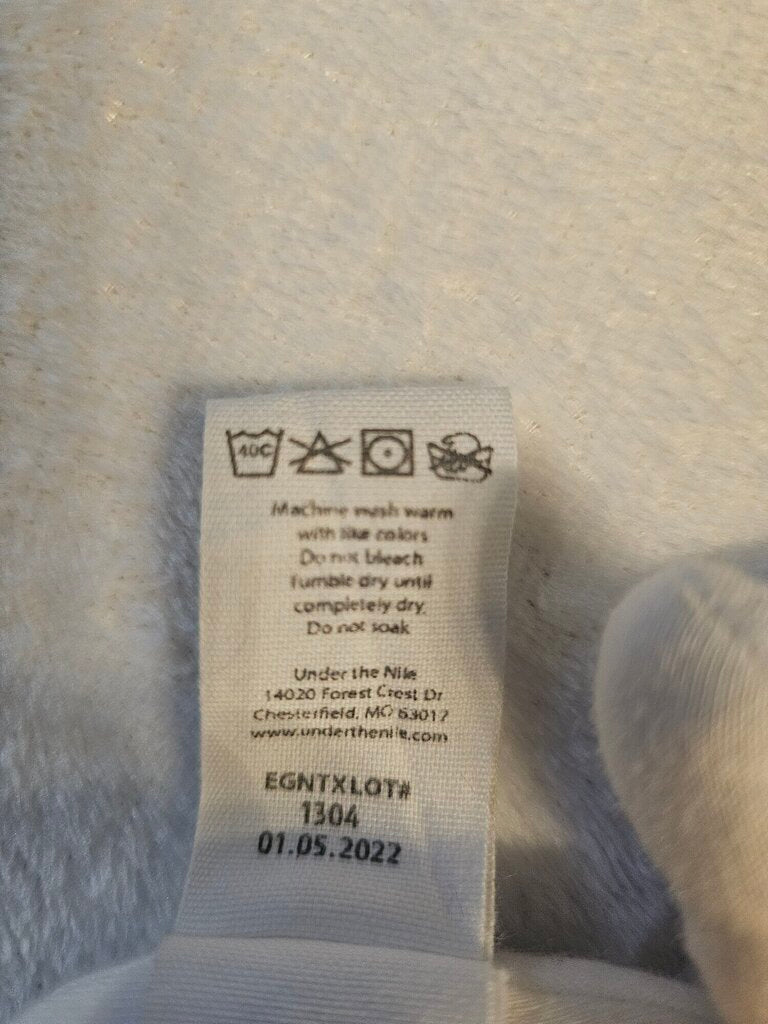 40C
Machine wash warm
with like colors
Do not bleach
Tumble dry until
completely dry.
Do not soak
Under the Nile
14020 Forest Crest Dr
Chesterfield, MO 63017
www.underthenile.com
EGNTXLOT#
1304
01.05.2022